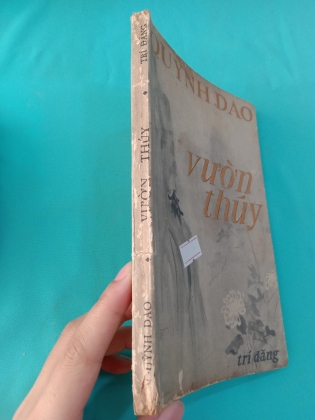 QUỲNH DAO
vườn
thúy
trí đăng
QUỲNH DAO • VƯỜN THÚY • TRÍ ĐĂNG